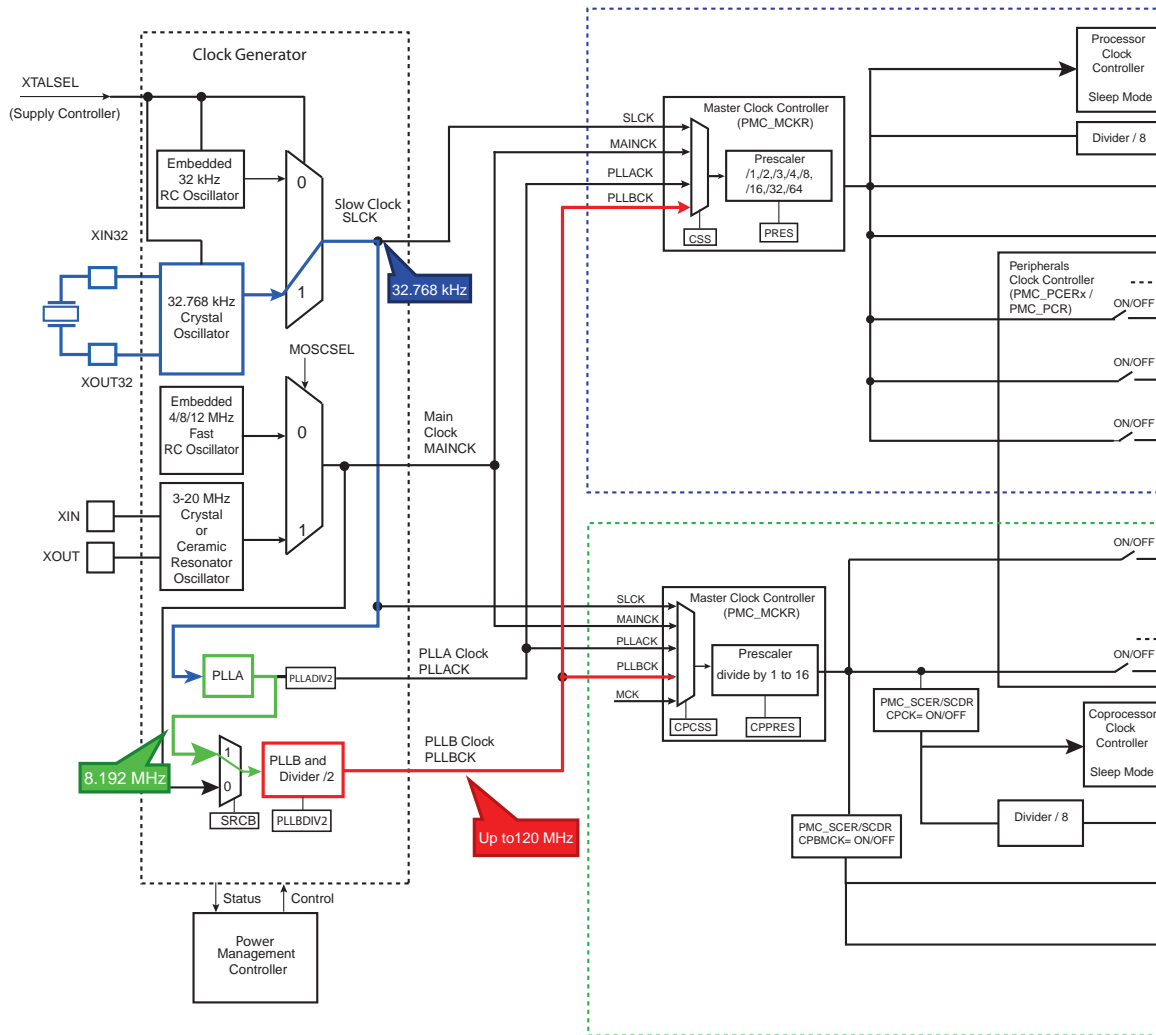 Clock Generator
XTALSEL
(Supply Controller)
Embedded
32 kHz
RC Oscillator
0
Slow Clock
SLCK
XIN32
32.768 kHz
Crystal
Oscillator
1
32.768 kHz
XOUT32
MOSCSEL
Embedded
4/8/12 MHz
Fast
RC Oscillator
0
Main
Clock
MAINCK
XIN
XOUT
3-20 MHz
Crystal
or
Ceramic
Resonator
Oscillator
1
PLLA
PLLADIV2
PLLA Clock
PLLACK
8.192 MHz
1
0
SRCB
PLLB and
Divider /2
PLLBDIV2
PLLB Clock
PLLBCK
Up to120 MHz
Status
Control
Power
Management
Controller
Master Clock Controller
(PMC_MCKR)
SLCK
MAINCK
PLLACK
PLLBCK
Prescaler
/1,/2,/3,/4,/8,
/16,/32,/64
CSS
PRES
Processor
Clock
Controller
Sleep Mode
Divider / 8
Peripherals
Clock Controller
(PMC_PCERx /
PMC_PCR)
ON/OFF
ON/OFF
ON/OFF
Master Clock Controller
(PMC_MCKR)
SLCK
MAINCK
PLLACK
PLLBCK
MCK
Prescaler
divide by 1 to 16
CPCSS
CPPRES
ON/OFF
ON/OFF
PMC_SCER/SCDR
CPCK= ON/OFF
Coprocessor
Clock
Controller
Sleep Mode
Divider / 8
PMC_SCER/SCDR
CPBMCK= ON/OFF